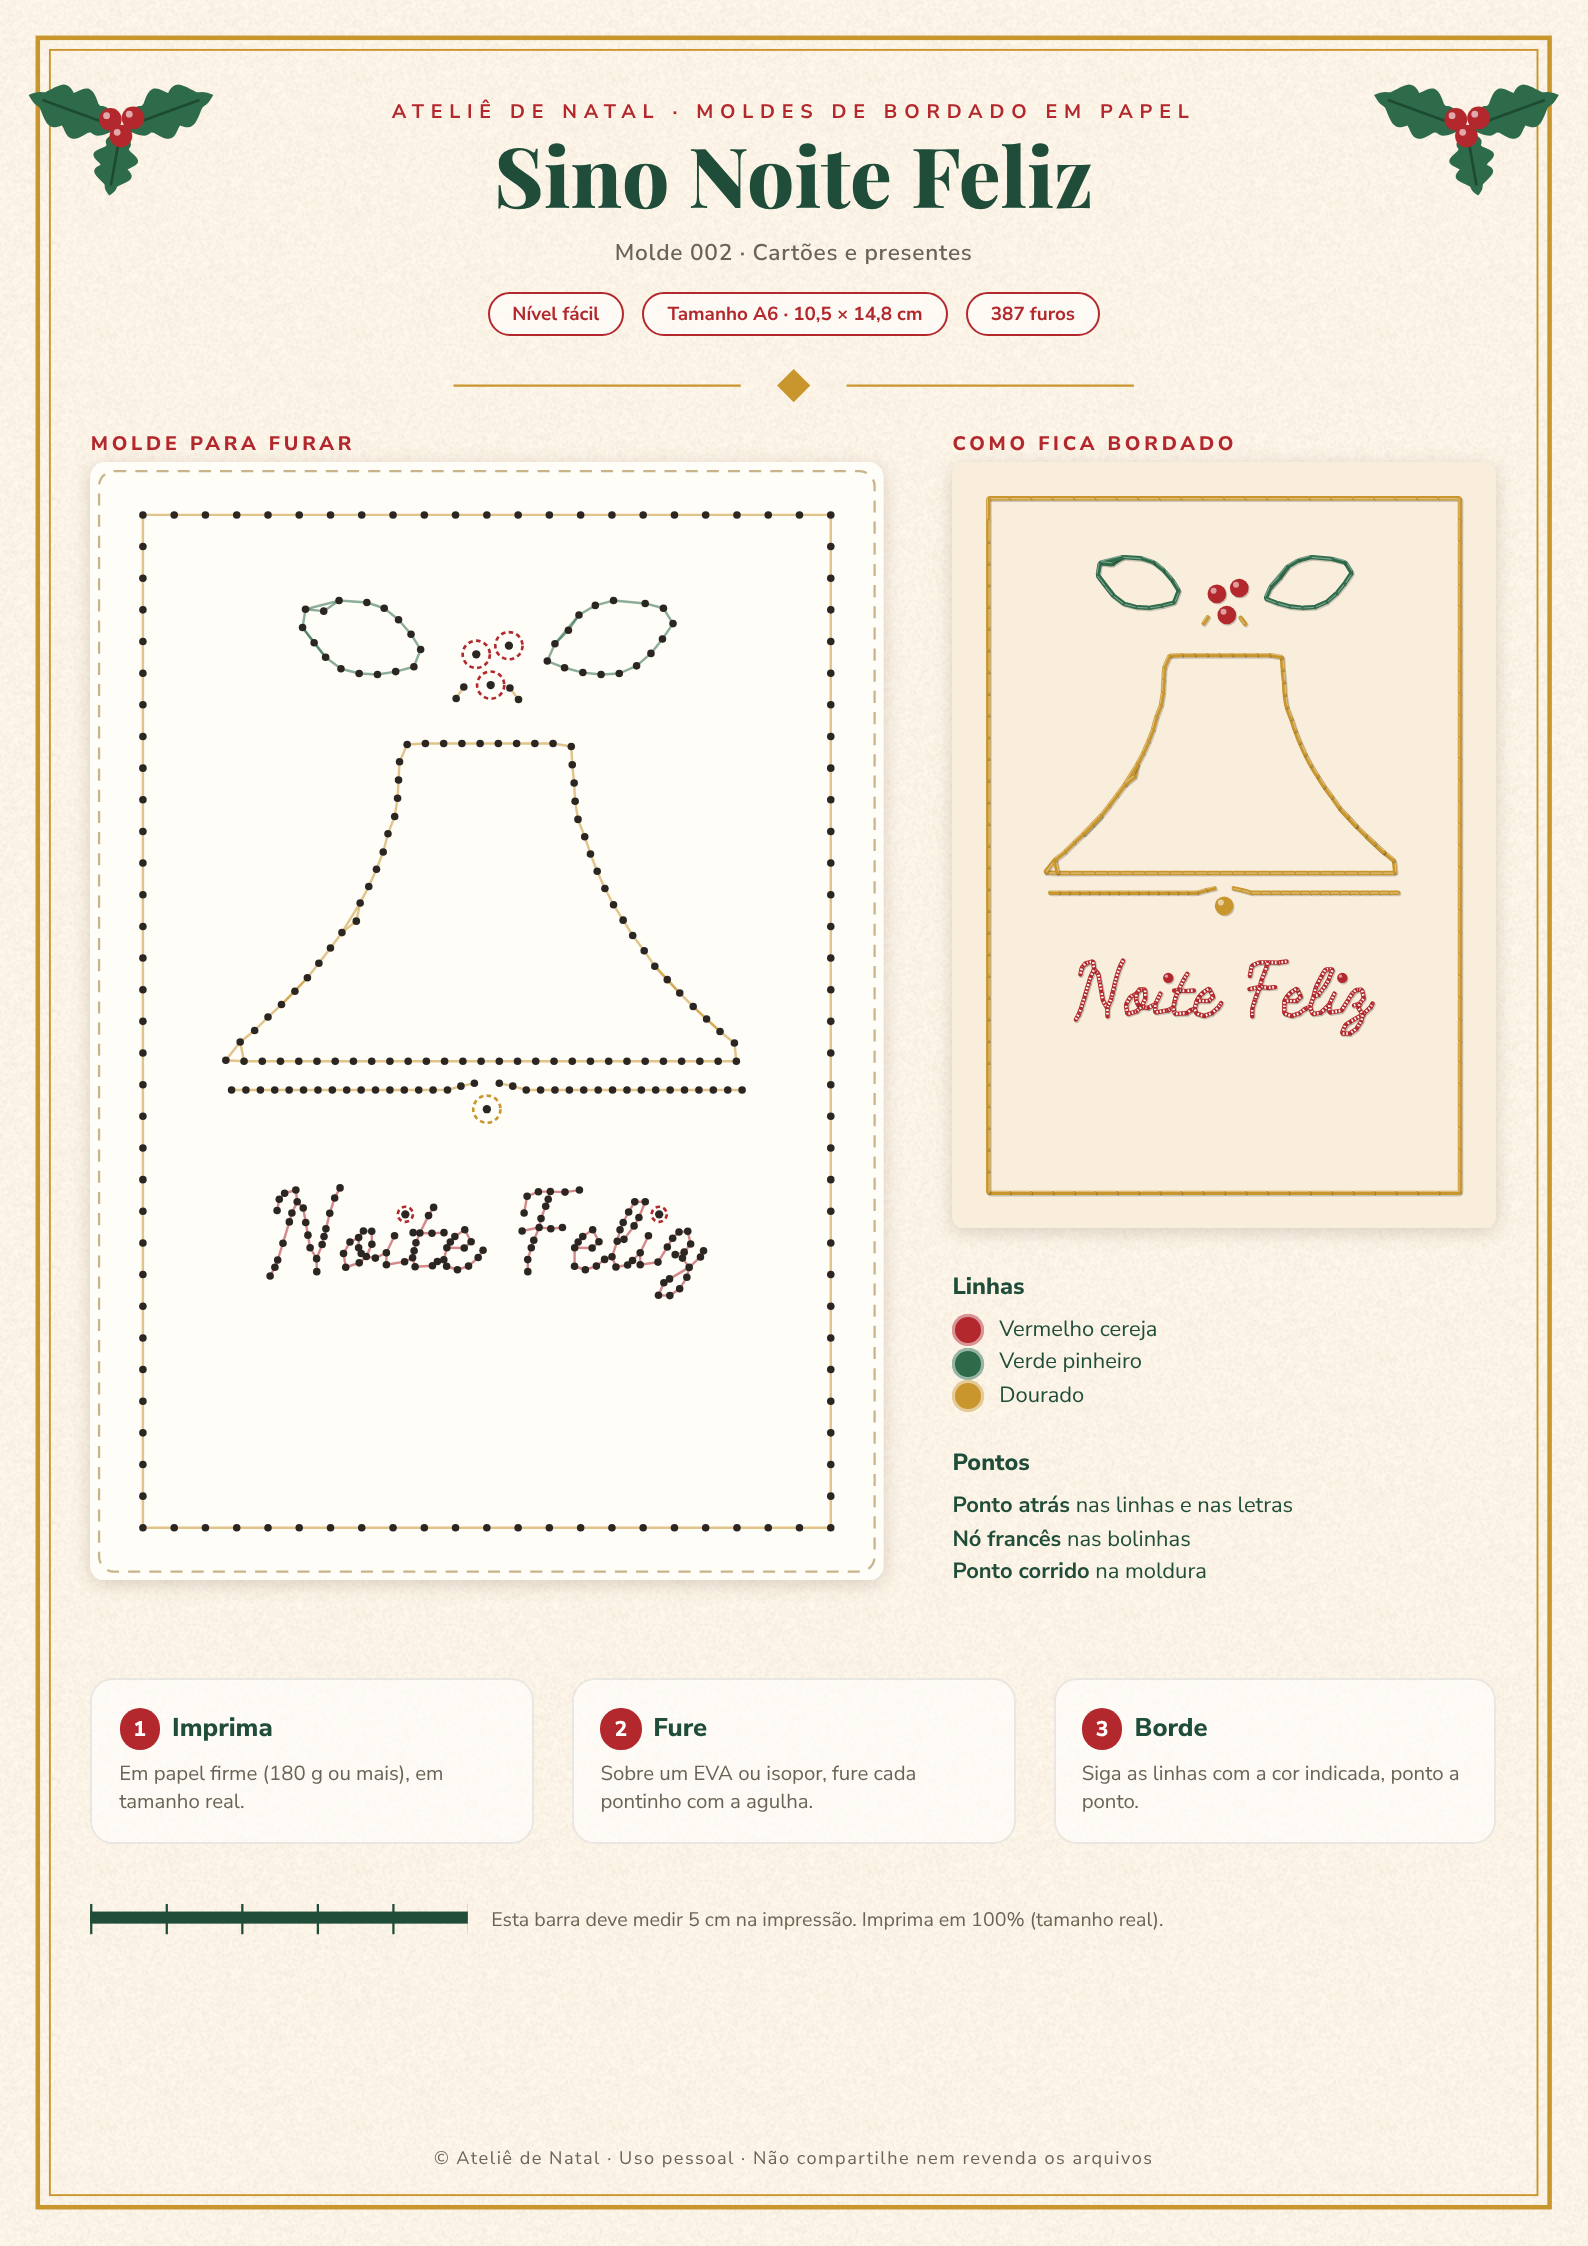 ATELIÊ DE NATAL · MOLDES DE BORDADO EM PAPEL
Sino Noite Feliz
Molde 002 · Cartões e presentes
Nível fácil
Tamanho A6 · 10,5 × 14,8 cm
387 furos
MOLDE PARA FURAR
Noite Feliz
COMO FICA BORDADO
Noite Feliz
Linhas
Vermelho cereja
Verde pinheiro
Dourado
Pontos
Ponto atrás nas linhas e nas letras
Nó francês nas bolinhas
Ponto corrido na moldura
1 Imprima
Em papel firme (180 g ou mais), em
tamanho real.
2 Fure
Sobre um EVA ou isopor, fure cada
pontinho com a agulha.
3 Borde
Siga as linhas com a cor indicada, ponto a
ponto.
Esta barra deve medir 5 cm na impressão. Imprima em 100% (tamanho real).
© Ateliê de Natal · Uso pessoal · Não compartilhe nem revenda os arquivos